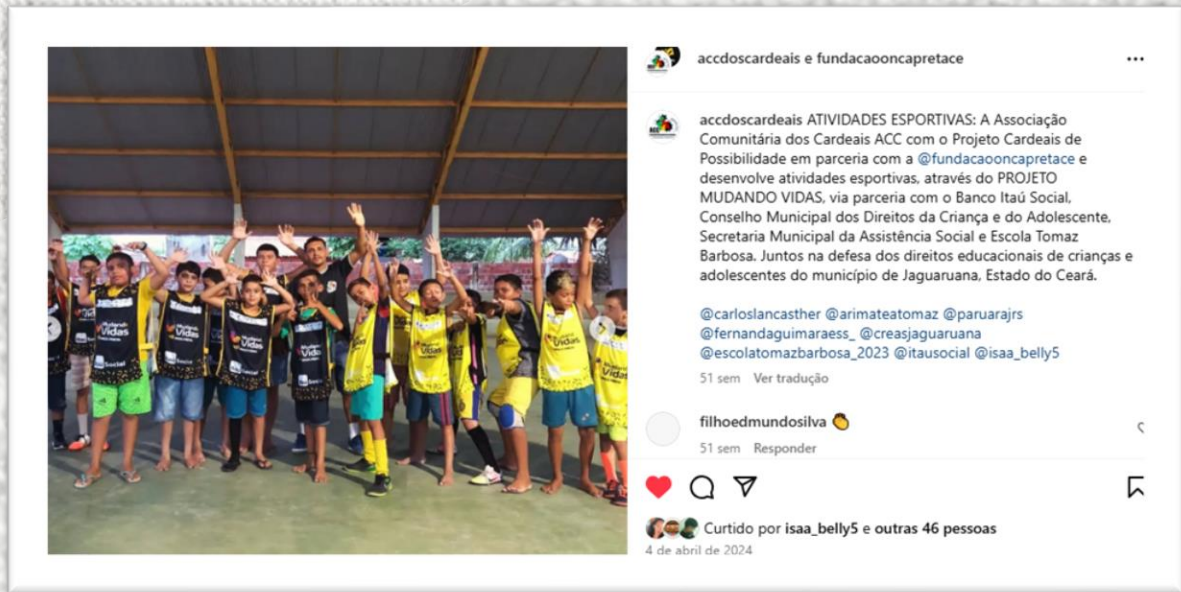 accdoscardeais e fundacaooncapretace
accdoscardeais ATIVIDADES ESPORTIVAS: A Associação
Comunitária dos Cardeais ACC com o Projeto Cardeais de
Possibilidade em parceria com a @fundacaooncapretace e
desenvolve atividades esportivas, através do PROJETO
MUDANDO VIDAS, via parceria com o Banco Itaú Social,
Conselho Municipal dos Direitos da Criança e do Adolescente,
Secretaria Municipal da Assistência Social e Escola Tomaz
Barbosa. Juntos na defesa dos direitos educacionais de crianças e
adolescentes do município de Jaguaruana, Estado do Ceará.
@carloslancasther @arimateatomaz @paruarajrs
@fernandaguimaraess_ @creasjaguaruana
@escolatomazbarbosa_2023 @itausocial @isaa_belly5
51 sem Ver tradução
filhoedmundosilva
51 sem Responder
Curtido por isaa_belly5 e outras 46 pessoas
4 de abril de 2024
Mudando
Vidas
Social